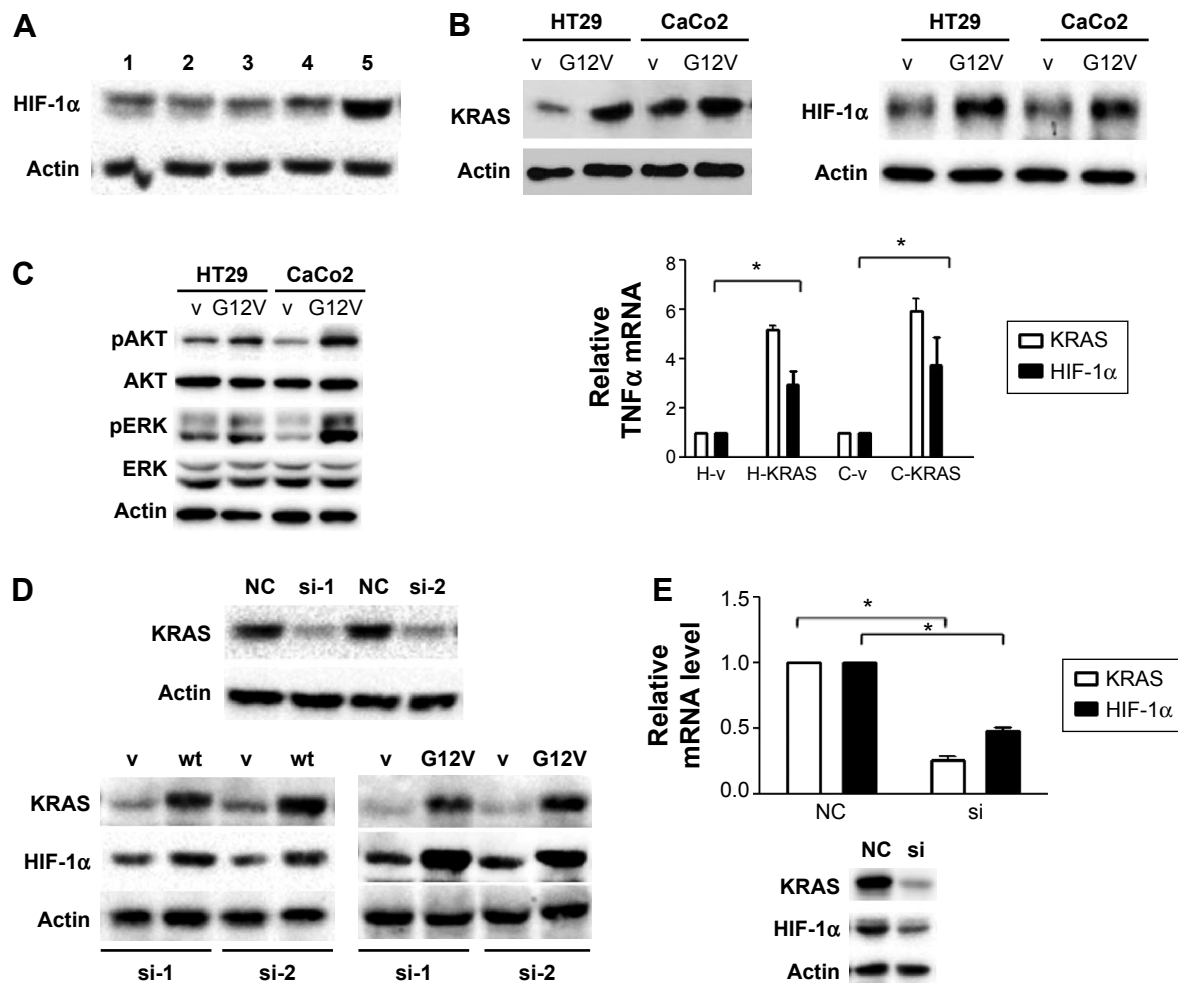 A
1 2 3 4 5
HIF-1α
Actin
B
HT29 CaCo2
v G12V v G12V
KRAS
Actin
HT29 CaCo2
v G12V v G12V
HIF-1α
Actin
Relative
TNFα mRNA
8
6
4
2
0
*
*
H-v H-KRAS C-v C-KRAS
KRAS
HIF-1α
C
HT29 CaCo2
v G12V v G12V
pAKT
AKT
pERK
ERK
Actin
D
NC si-1 NC si-2
KRAS
Actin
v wt v wt
v G12V v G12V
KRAS
HIF-1α
Actin
si-1 si-2
si-1 si-2
E
Relative
mRNA level
1.5
1.0
0.5
0.0
*
*
NC si
KRAS
HIF-1α
NC si
KRAS
HIF-1α
Actin